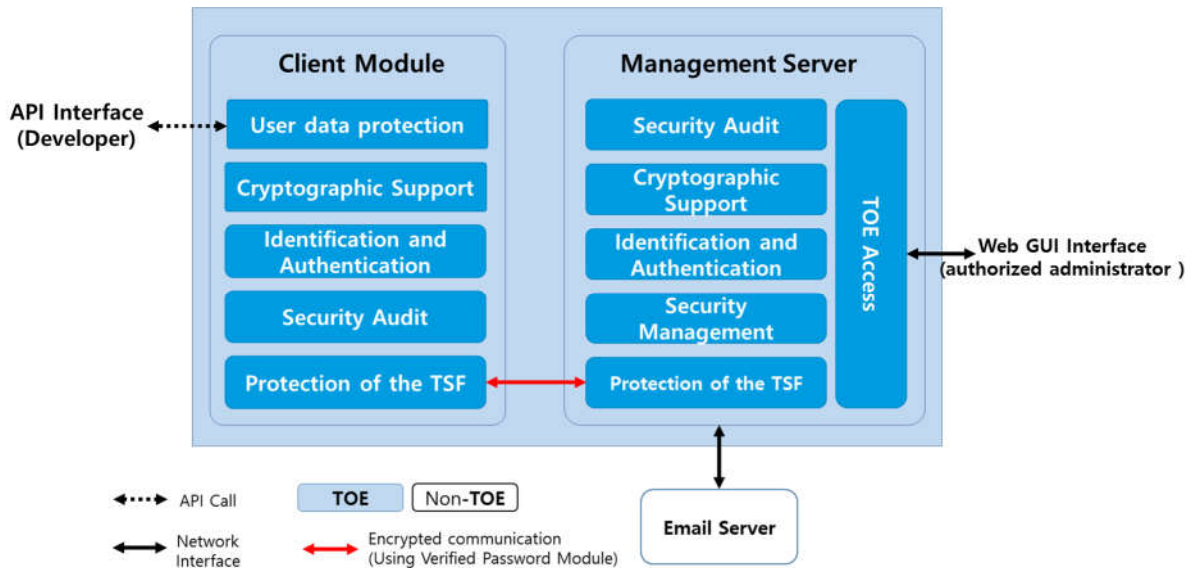 Client Module
Management Server
API Interface
(Developer)
User data protection
Cryptographic Support
Identification and
Authentication
Security Audit
Protection of the TSF
Security Audit
Cryptographic
Support
Identification and
Authentication
Security
Management
Protection of the TSF
TOE Access
Web GUI Interface
(authorized administrator )
API Call
TOE
Non-TOE
Network
Interface
Encrypted communication
(Using Verified Password Module)
Email Server